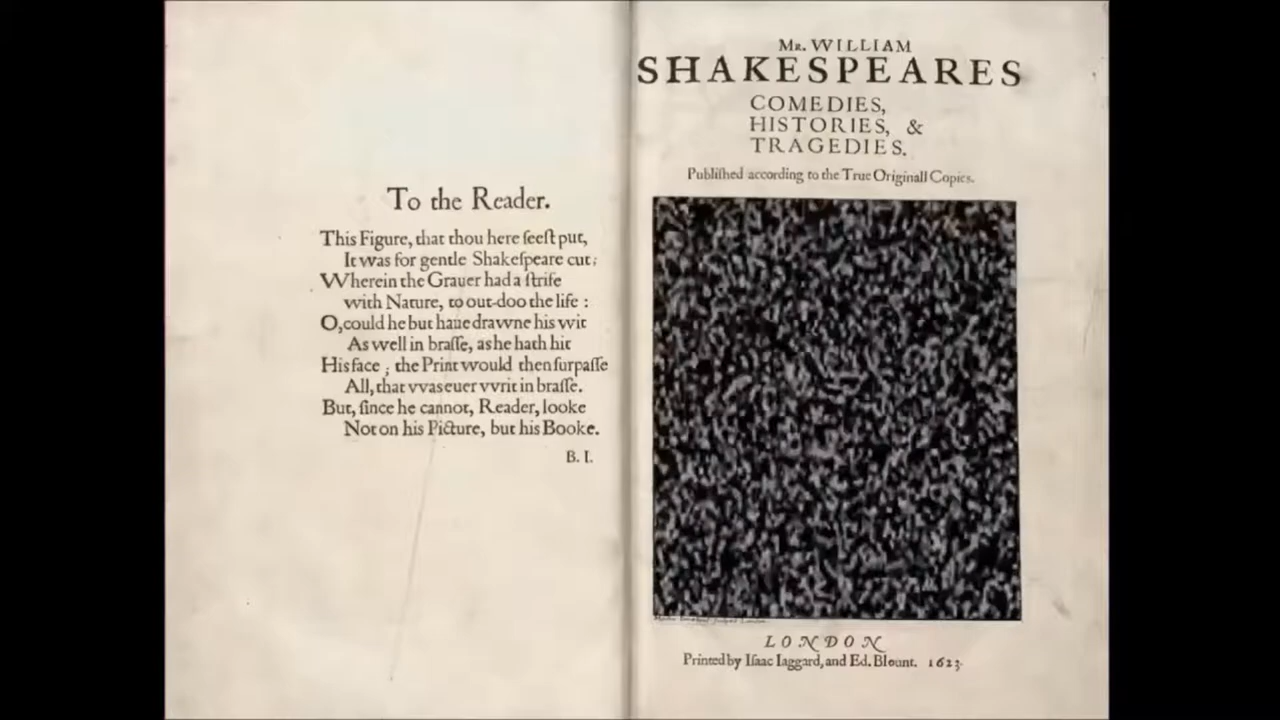 To the Reader.
This Figure, that thou here ſeeſt put,
It was for gentle Shakeſpeare cut;
Wherein the Grauer had a ſtrife
with Nature, to out-doo the life :
O,could he but haue drawne his wit
As well in braſſe, as he hath hit
His face ; the Print would then ſurpaſſe
All, that vvas euer vvrit in braſſe.
But, ſince he cannot, Reader, looke
Not on his Picture, but his Booke.
B. I.
Mr. WILLIAM
SHAKESPEARES
COMEDIES,
HISTORIES, &
TRAGEDIES.
Publiſhed according to the True Originall Copies.
LONDON
Printed by Iſaac Iaggard, and Ed. Blount. 1623.